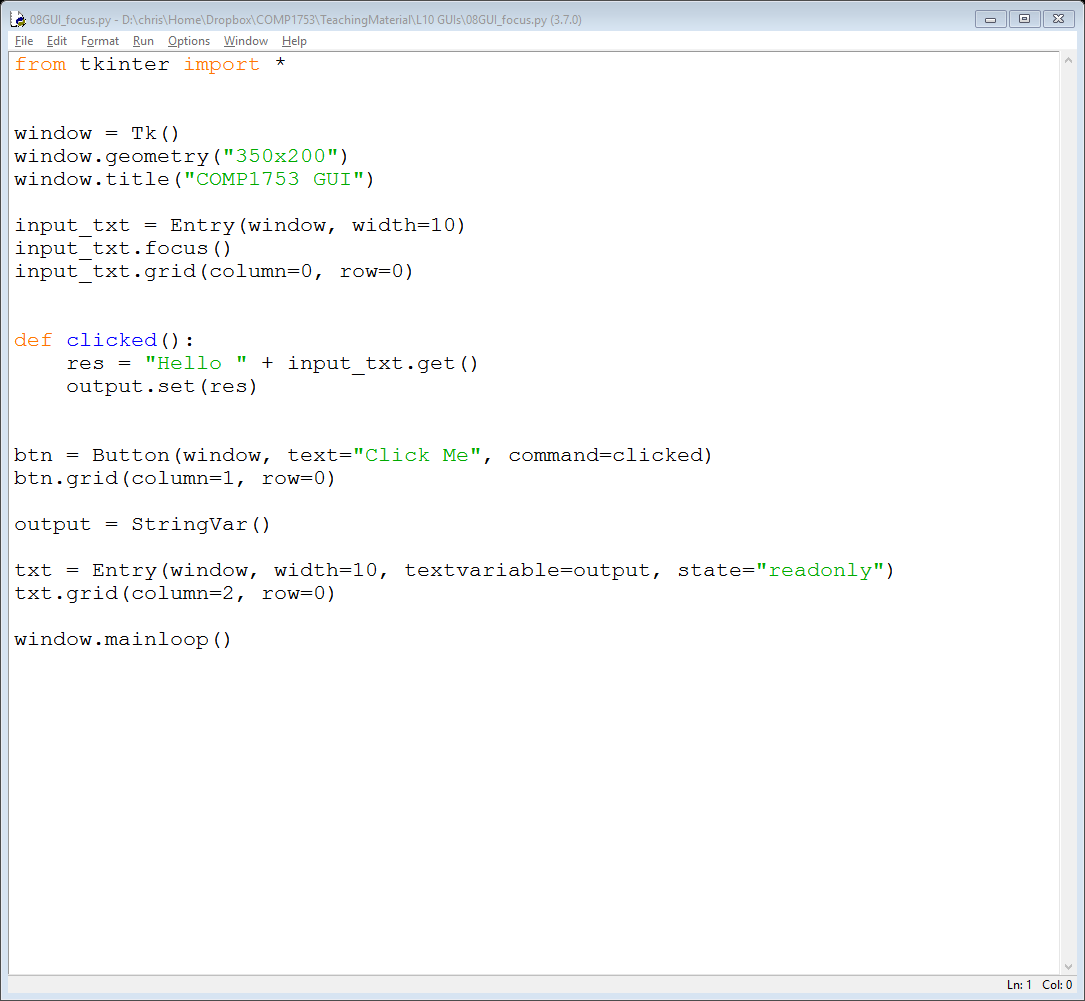 08GUI_focus.py - D:\chris\Home\Dropbox\COMP1753\TeachingMaterial\L10 GUIs\08GUI_focus.py (3.7.0)
File Edit Format Run Options Window Help
from tkinter import *
window = Tk()
window.geometry("350x200")
window.title("COMP1753 GUI")
input_txt = Entry(window, width=10)
input_txt.focus()
input_txt.grid(column=0, row=0)
def clicked():
    res = "Hello " + input_txt.get()
    output.set(res)
btn = Button(window, text="Click Me", command=clicked)
btn.grid(column=1, row=0)
output = StringVar()
txt = Entry(window, width=10, textvariable=output, state="readonly")
txt.grid(column=2, row=0)
window.mainloop()
Ln: 1 Col: 0